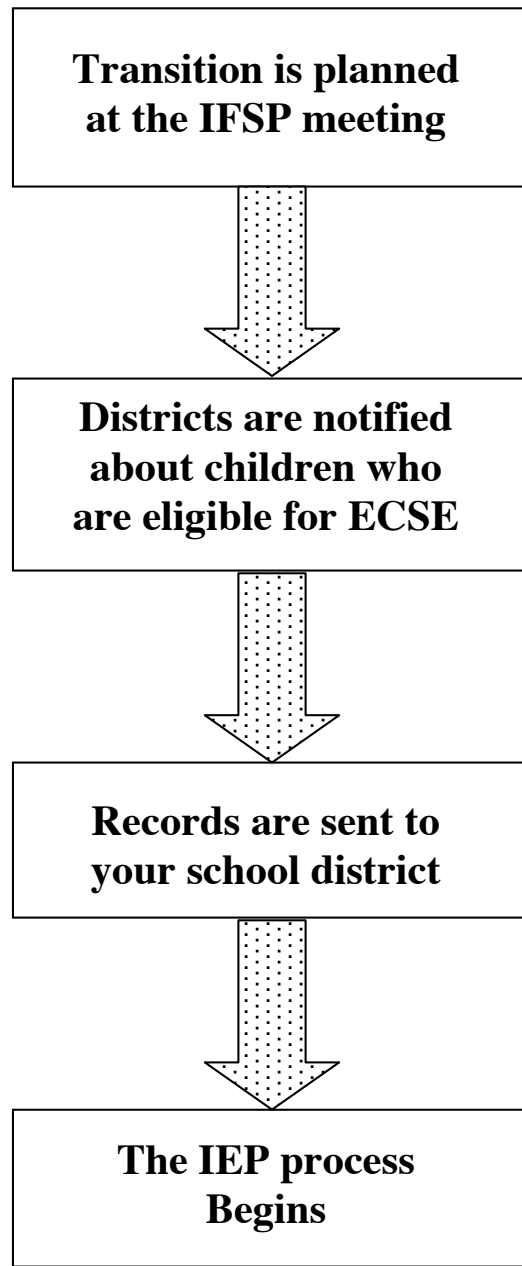 Transition is planned
at the IFSP meeting
Districts are notified
about children who
are eligible for ECSE
Records are sent to
your school district
The IEP process
Begins